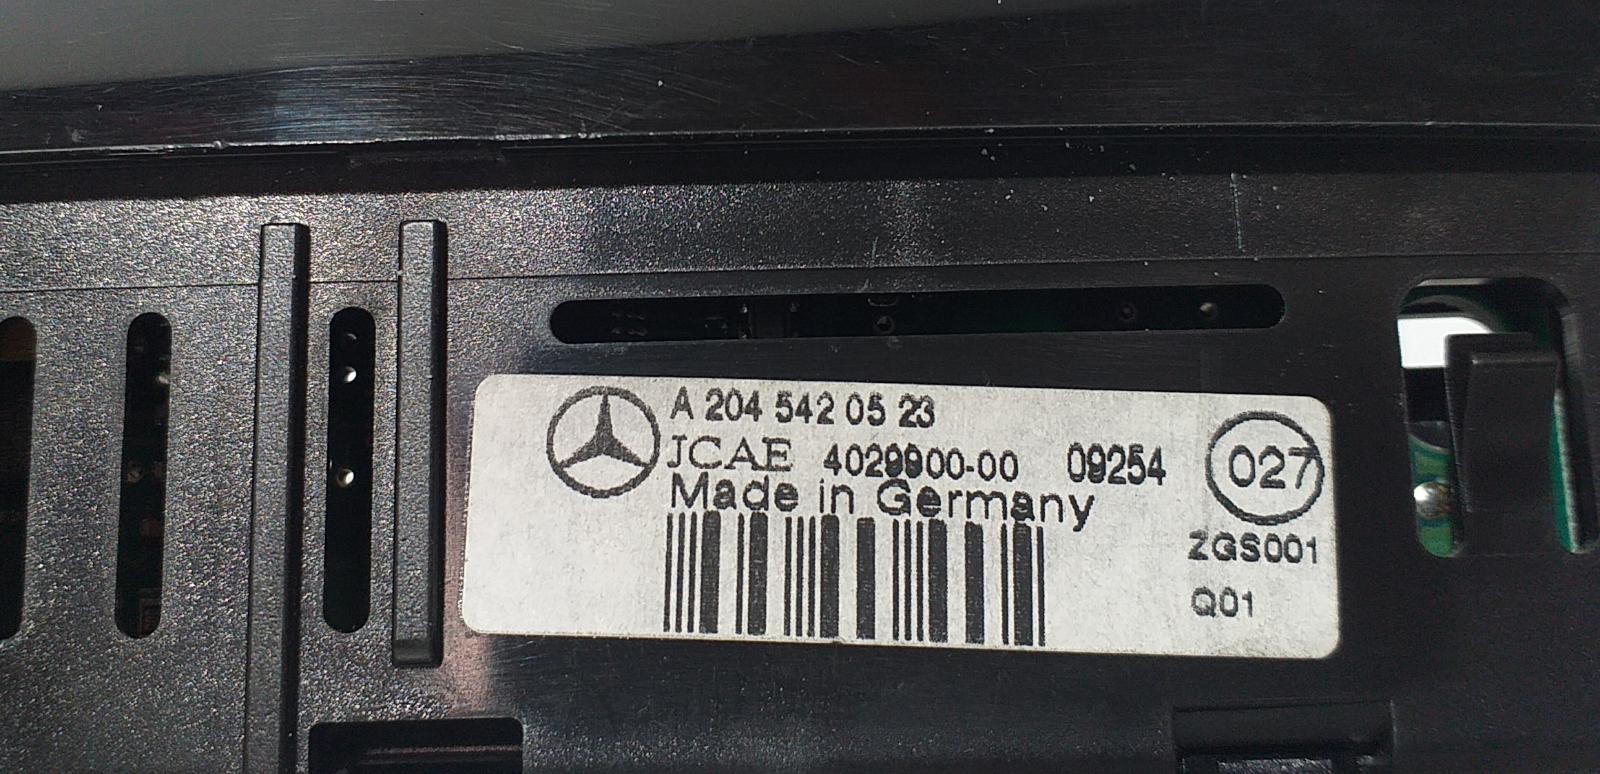 A 204 542 05 23
JCAE 4029900-00 09254
Made in Germany
027
ZGS001
Q01